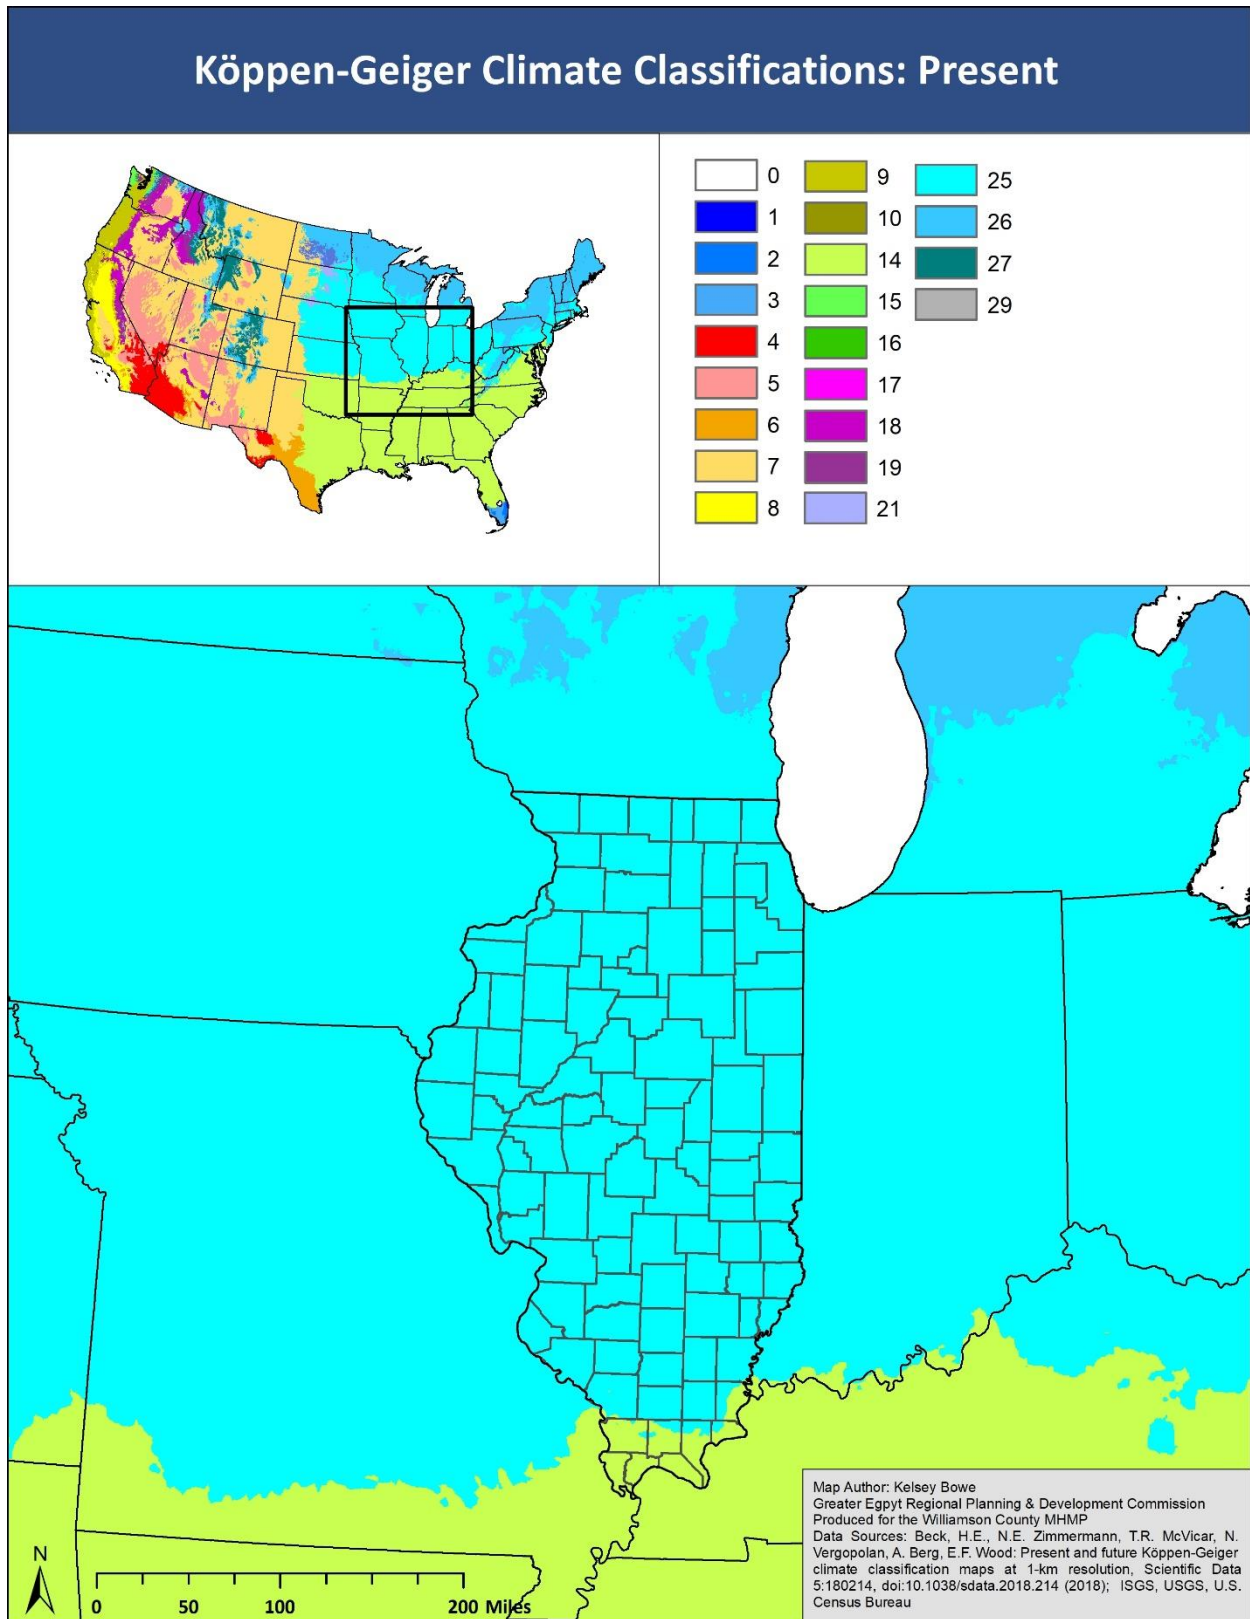 Köppen-Geiger Climate Classifications: Present
0
1
2
3
4
5
6
7
8
9
10
14
15
16
17
18
19
21
25
26
27
29
N
0 50 100 200 Miles
Map Author: Kelsey Bowe
Greater Egpyt Regional Planning & Development Commission
Produced for the Williamson County MHMP
Data Sources: Beck, H.E., N.E. Zimmermann, T.R. McVicar, N.
Vergopolan, A. Berg, E.F. Wood: Present and future Köppen-Geiger
climate classification maps at 1-km resolution, Scientific Data
5:180214, doi:10.1038/sdata.2018.214 (2018); ISGS, USGS, U.S.
Census Bureau